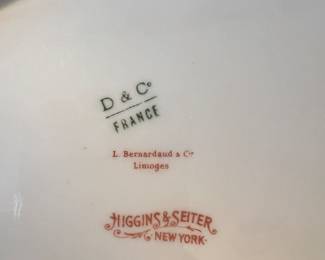 D & Co
FRANCE
L. Bernardaud & Co
Limoges
HIGGINS & SEITER
NEW YORK